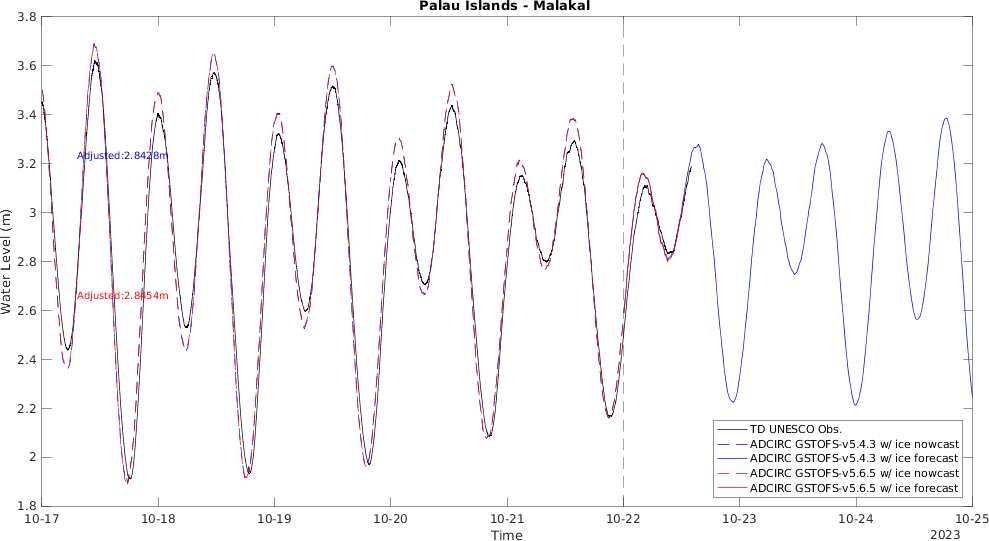 Palau Islands - Malakal
3.8
3.6
3.4
3.2
3
2.8
2.6
2.4
2.2
2
1.8
Water Level (m)
Adjusted:2.8428m
Adjusted:2.8454m
TD UNESCO Obs.
ADCIRC GSTOFS-v5.4.3 w/ ice nowcast
ADCIRC GSTOFS-v5.4.3 w/ ice forecast
ADCIRC GSTOFS-v5.6.5 w/ ice nowcast
ADCIRC GSTOFS-v5.6.5 w/ ice forecast
10-17 10-18 10-19 10-20 10-21 10-22 10-23 10-24 10-25
Time
2023